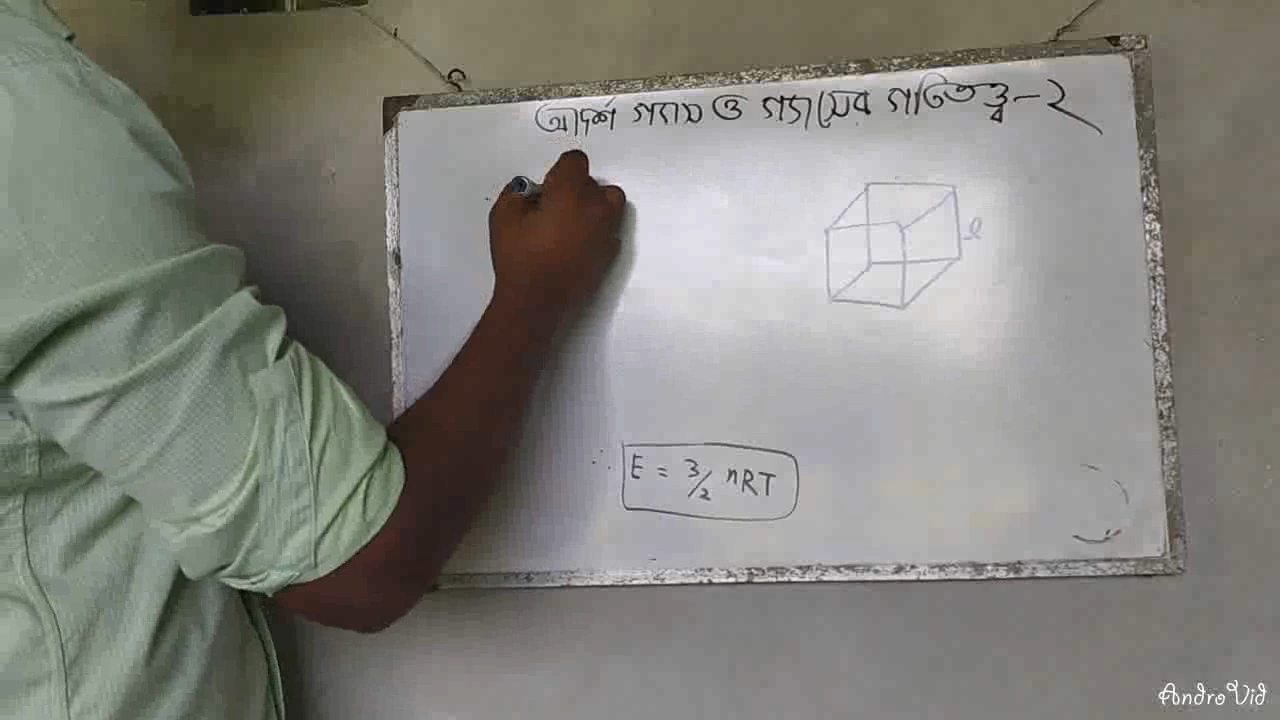 আদর্শ গ্যাস ও গ্যাসের গতিতত্ত্ব-২
l
∴ E = 3/2 nRT
AndroVid